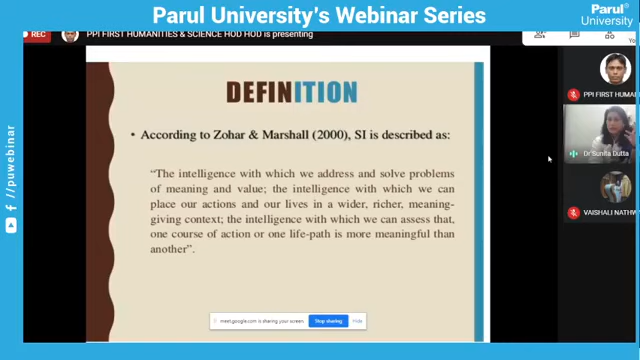 Parul University's Webinar Series
Parul®
University
REC
PPI FIRST HUMANITIES & SCIENCE HOD HOD is presenting
Yo
DEFINITION
• According to Zohar & Marshall (2000), SI is described as:
"The intelligence with which we address and solve problems
of meaning and value; the intelligence with which we can
place our actions and our lives in a wider, richer, meaning-
giving context; the intelligence with which we can assess that,
one course of action or one life-path is more meaningful than
another".
PPI FIRST HUMAN
Dr Sunita Dutta
VAISHALI NATHW
/puwebinar
meet.google.com is sharing your screen.
Stop sharing